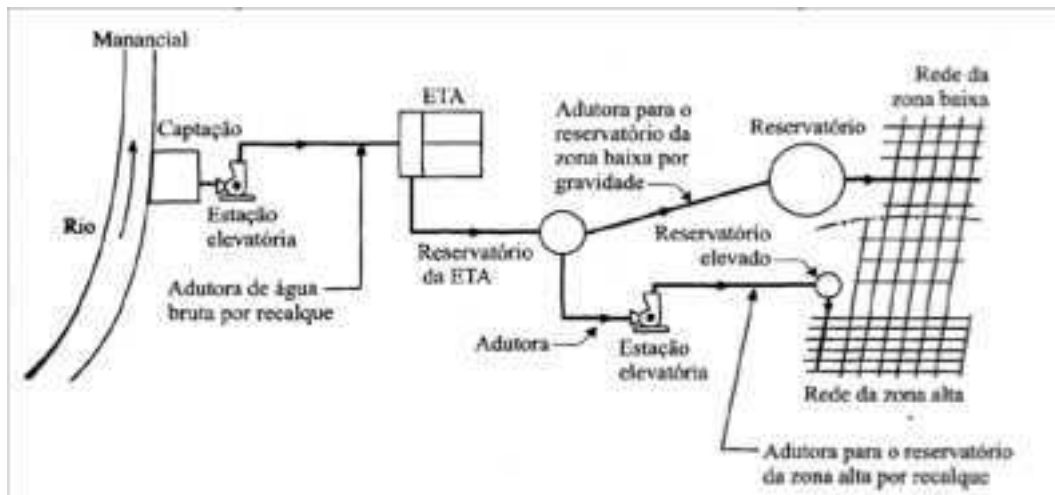 Manancial
Captação
Rio
Estação
elevatória
Adutora de água
bruta por recalque
ETA
Reservatório
da ETA
Adutora para o
reservatório da
zona baixa por
gravidade
Reservatório
Rede da
zona baixa
Reservatório
elevado
Adutora
Estação
elevatória
Rede da zona alta
Adutora para o reservatório
da zona alta por recalque